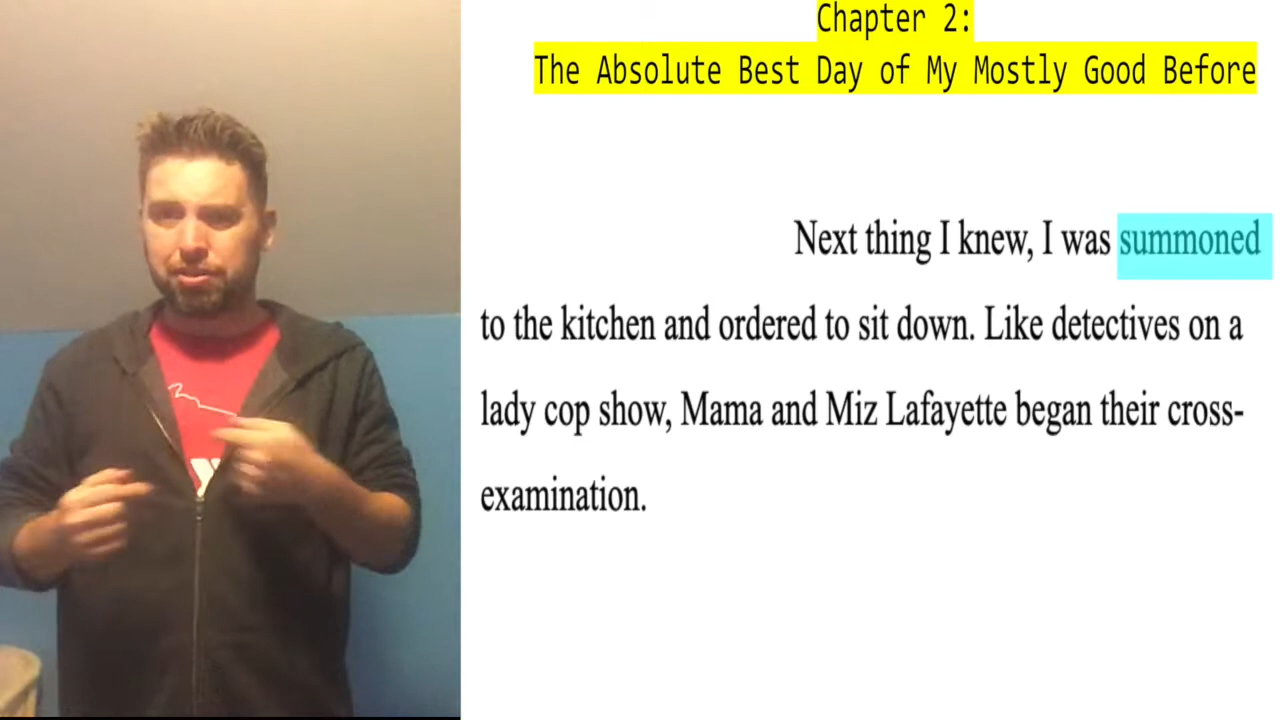 Chapter 2:
The Absolute Best Day of My Mostly Good Before
Next thing I knew, I was summoned
to the kitchen and ordered to sit down. Like detectives on a
lady cop show, Mama and Miz Lafayette began their cross-
examination.